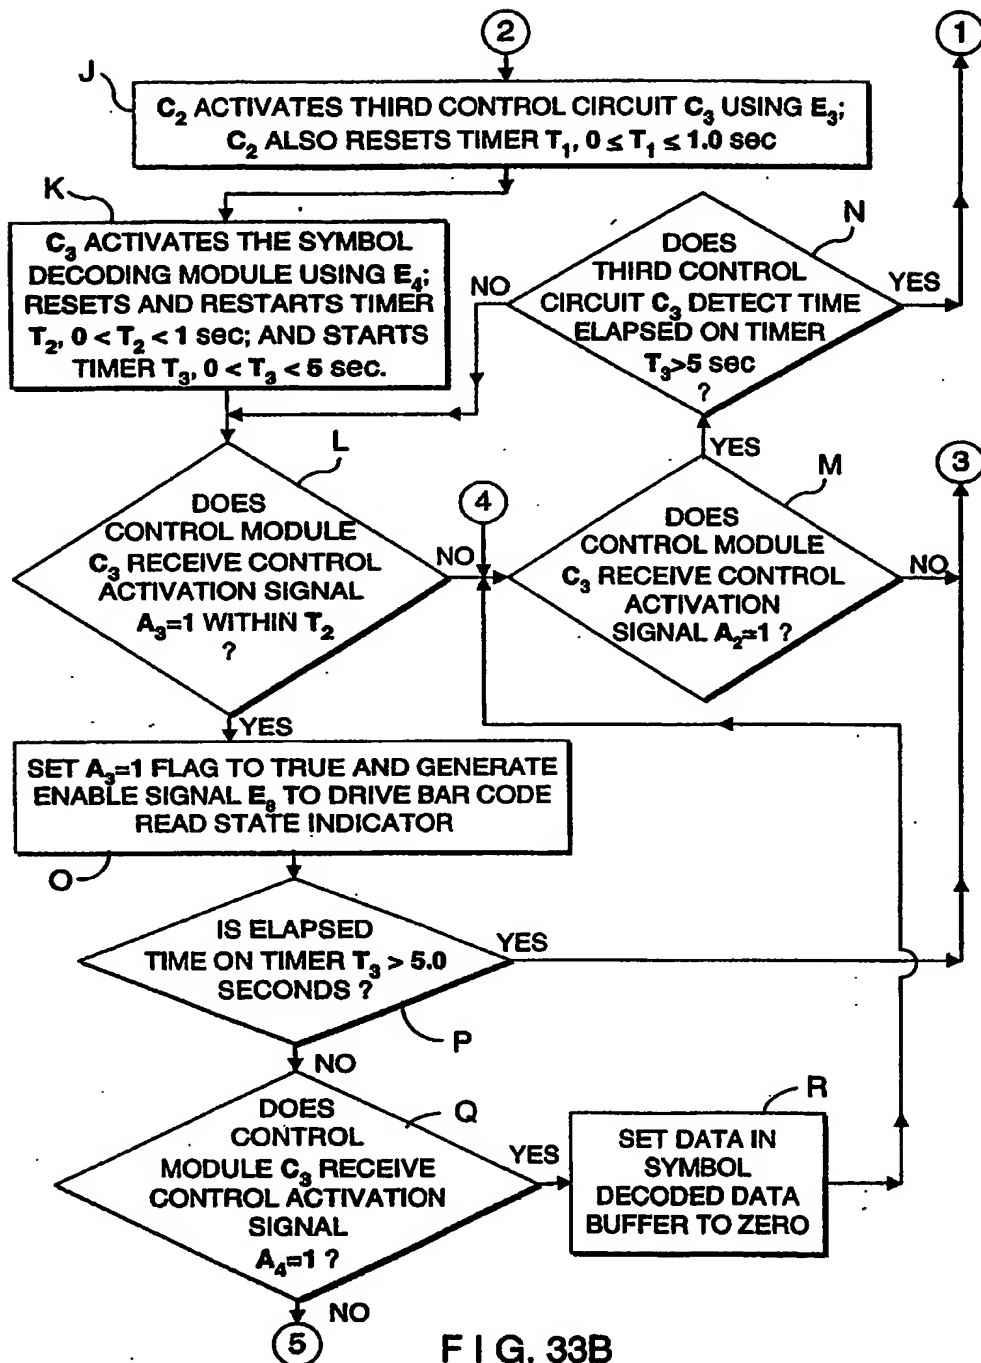 2
1
J
C2 ACTIVATES THIRD CONTROL CIRCUIT C3 USING E3;
C2 ALSO RESETS TIMER T1, 0 ≤ T1 ≤ 1.0 sec
K
C3 ACTIVATES THE SYMBOL
DECODING MODULE USING E4;
RESETS AND RESTARTS TIMER
T2, 0 < T2 < 1 sec; AND STARTS
TIMER T3, 0 < T3 < 5 sec.
N
DOES
THIRD CONTROL
CIRCUIT C3 DETECT TIME
ELAPSED ON TIMER
T3>5 sec
?
NO
YES
L
DOES
CONTROL MODULE
C3 RECEIVE CONTROL
ACTIVATION SIGNAL
A3=1 WITHIN T2
?
NO
4
YES
M
DOES
CONTROL MODULE
C3 RECEIVE CONTROL
ACTIVATION
SIGNAL A2=1 ?
NO
3
YES
SET A3=1 FLAG TO TRUE AND GENERATE
ENABLE SIGNAL E8 TO DRIVE BAR CODE
READ STATE INDICATOR
O
IS ELAPSED
TIME ON TIMER T3 > 5.0
SECONDS ?
YES
P
NO
DOES
CONTROL
MODULE C3 RECEIVE
CONTROL ACTIVATION
SIGNAL
A4=1 ?
Q
YES
R
SET DATA IN
SYMBOL
DECODED DATA
BUFFER TO ZERO
NO
5
FIG. 33B